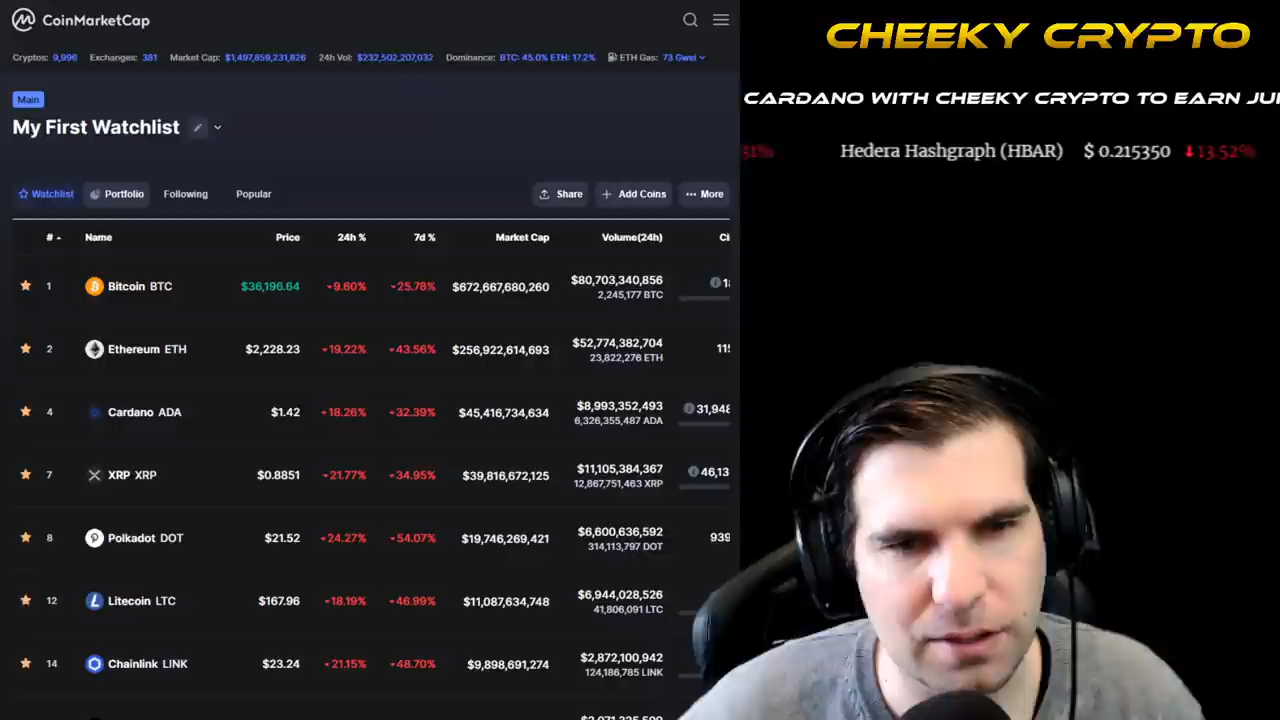 CoinMarketCap
Cryptos: 9,996 Exchanges: 381 Market Cap: $1,497,859,231,826 24h Vol: $232,502,207,032 Dominance: BTC: 45.0% ETH: 17.2% ETH Gas: 73 Gwei
Main
My First Watchlist
Watchlist Portfolio Following Popular Share + Add Coins ••• More
# Name Price 24h % 7d % Market Cap Volume(24h) Ci
1 Bitcoin BTC $36,196.64 9.60% 25.78% $672,667,680,260 $80,703,340,856
2,245,177 BTC
2 Ethereum ETH $2,228.23 19.22% 43.56% $256,922,614,693 $52,774,382,704 115
23,822,276 ETH
4 Cardano ADA $1.42 18.26% 32.39% $45,416,734,634 $8,993,352,493 31,948
6,326,355,487 ADA
7 XRP XRP $0.8851 21.77% 34.95% $39,816,672,125 $11,105,384,367 46,13
12,867,751,463 XRP
8 Polkadot DOT $21.52 24.27% 54.07% $19,746,269,421 $6,600,636,592 939
314,113,797 DOT
12 Litecoin LTC $167.96 18.19% 46.99% $11,087,634,748 $6,944,028,526
41,806,091 LTC
14 Chainlink LINK $23.24 21.15% 48.70% $9,898,691,274 $2,872,100,942
124,186,785 LINK
CHEEKY CRYPTO
CARDANO WITH CHEEKY CRYPTO TO EARN JU
31% Hedera Hashgraph (HBAR) $ 0.215350 ↓13.52%